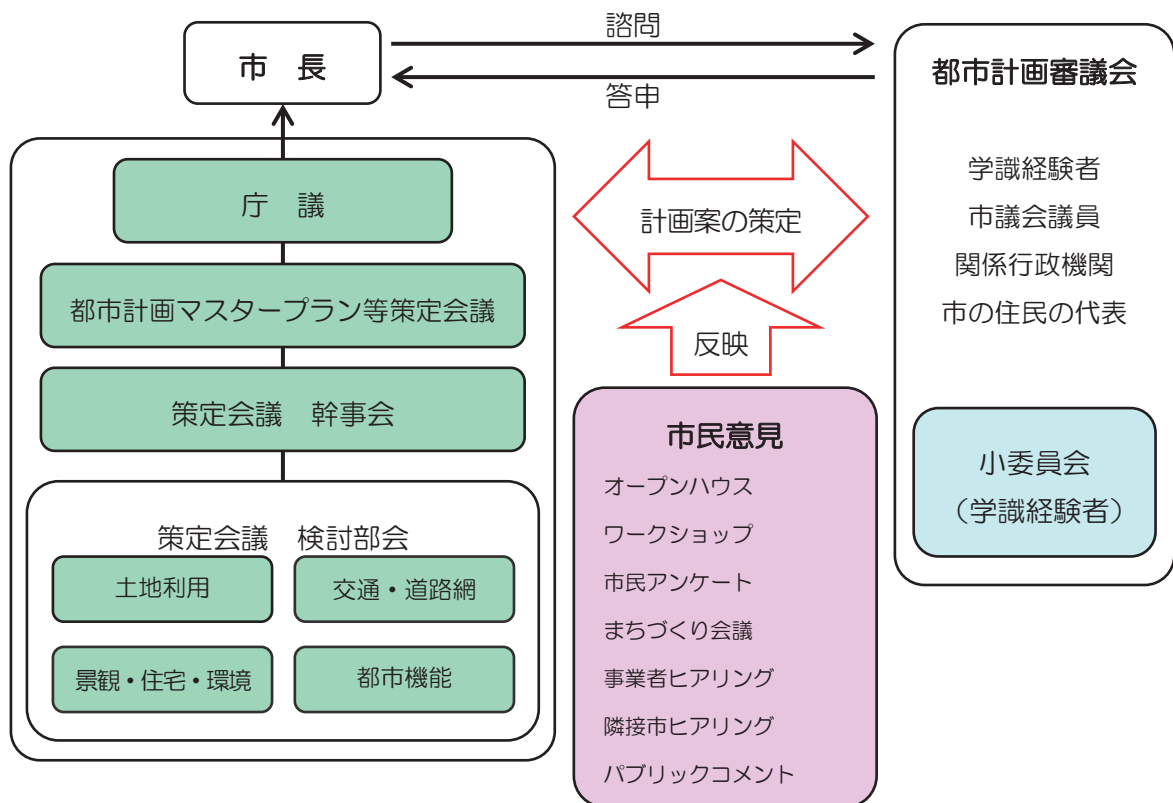 諮問
市　長
答申
都市計画審議会
学識経験者
市議会議員
関係行政機関
市の住民の代表
小委員会
（学識経験者）
庁　議
都市計画マスタープラン等策定会議
策定会議　幹事会
策定会議　検討部会
土地利用
交通・道路網
景観・住宅・環境
都市機能
計画案の策定
反映
市民意見
オープンハウス
ワークショップ
市民アンケート
まちづくり会議
事業者ヒアリング
隣接市ヒアリング
パブリックコメント